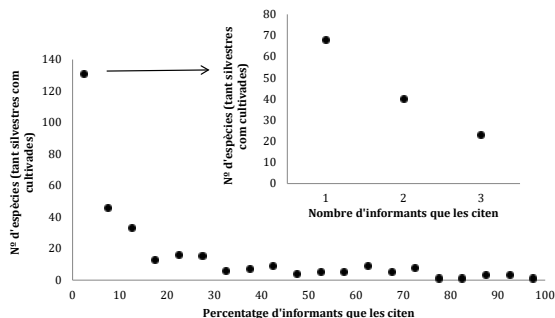 80
70
60
50
40
30
20
10
0
1 2 3
Nº d'espècies (tant silvestres
com cultivades)
Nombre d'informants que les citen
140
120
100
80
60
40
20
0
0 10 20 30 40 50 60 70 80 90 100
Nº d'espècies (tant silvestres com
cultivades)
Percentatge d'informants que les citen